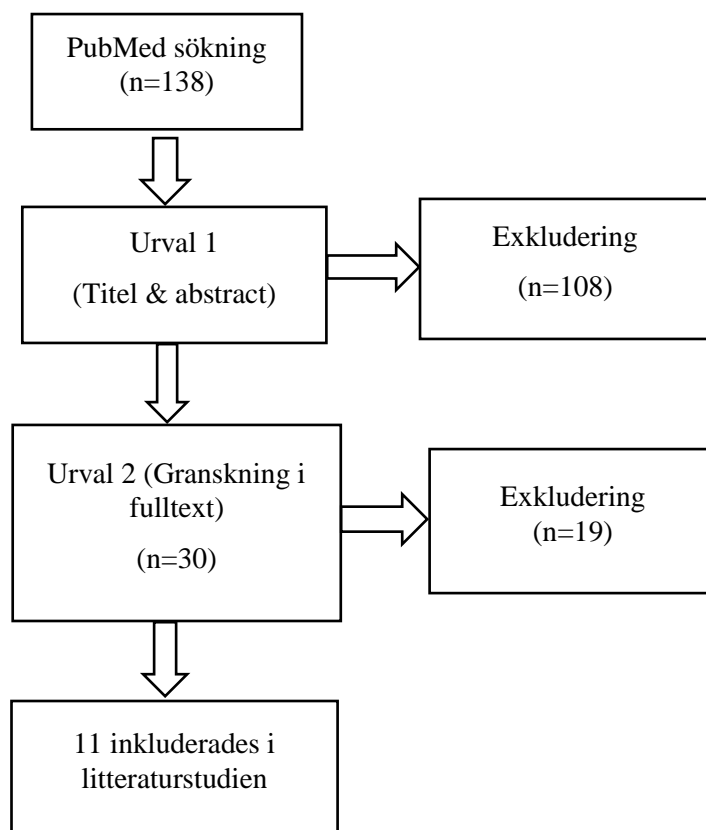 PubMed sökning
(n=138)
Urval 1
(Titel & abstract)
Exkludering
(n=108)
Urval 2 (Granskning i
fulltext)
(n=30)
Exkludering
(n=19)
11 inkluderades i
litteraturstudien